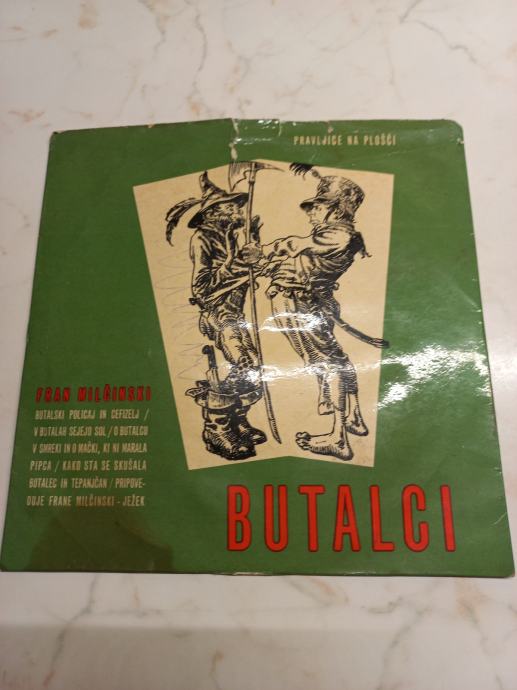 PRAVLJICE NA PLOŠČI
FRAN MILČINSKI
BUTALSKI POLICAJ IN CEFIZELJ /
V BUTALAH SEJEJO SOL / O BUTALCU
V SMREKI IN O MAČKI, KI NI MARALA
PIPCA / KAKO STA SE SKUŠALA
BUTALEC IN TEPANJČAN / PRIPOVE-
DUJE FRANE MILČINSKI - JEŽEK
BUTALCI